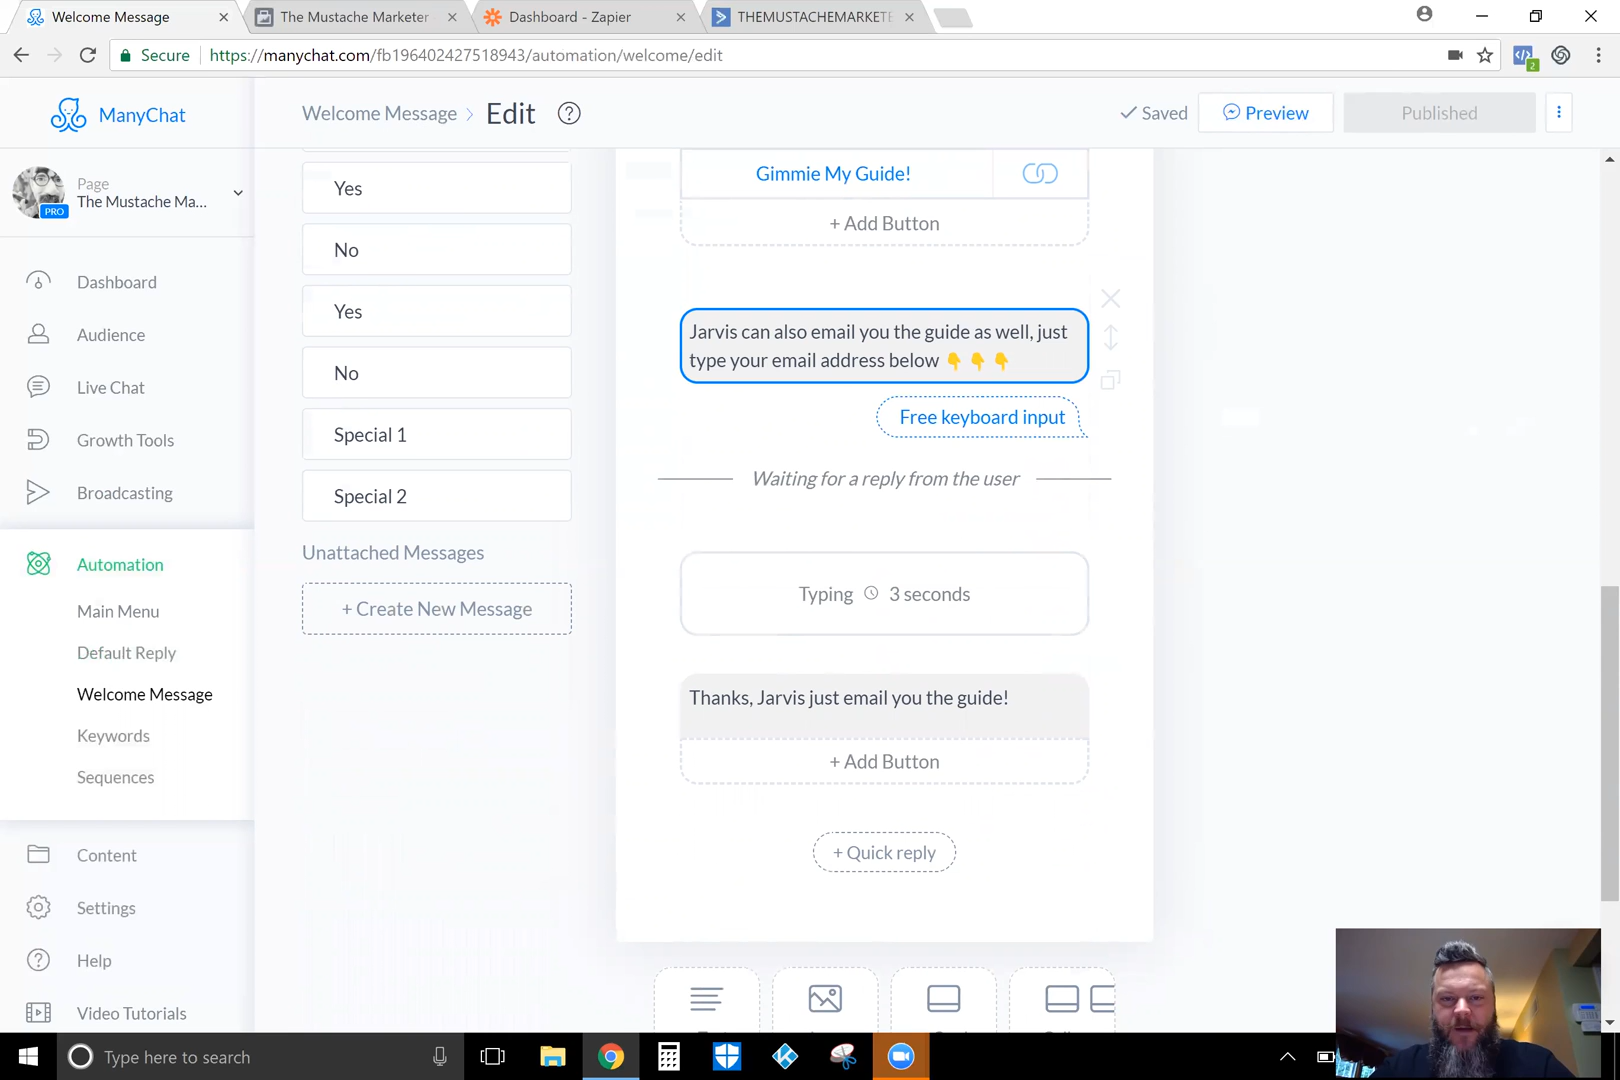 Welcome Message
The Mustache Marketer
Dashboard - Zapier
THEMUSTACHEMARKETE
Secure
https://manychat.com/fb196402427518943/automation/welcome/edit
2
ManyChat
Welcome Message > Edit ?
✓ Saved
Preview
Published
Page
The Mustache Ma...
PRO
Dashboard
Audience
Live Chat
Growth Tools
Broadcasting
Automation
Main Menu
Default Reply
Welcome Message
Keywords
Sequences
Content
Settings
Help
Video Tutorials
Yes
No
Yes
No
Special 1
Special 2
Unattached Messages
+ Create New Message
Gimmie My Guide!
+ Add Button
Jarvis can also email you the guide as well, just
type your email address below 👇 👇 👇
Free keyboard input
Waiting for a reply from the user
Typing 3 seconds
Thanks, Jarvis just email you the guide!
+ Add Button
+ Quick reply
Type here to search